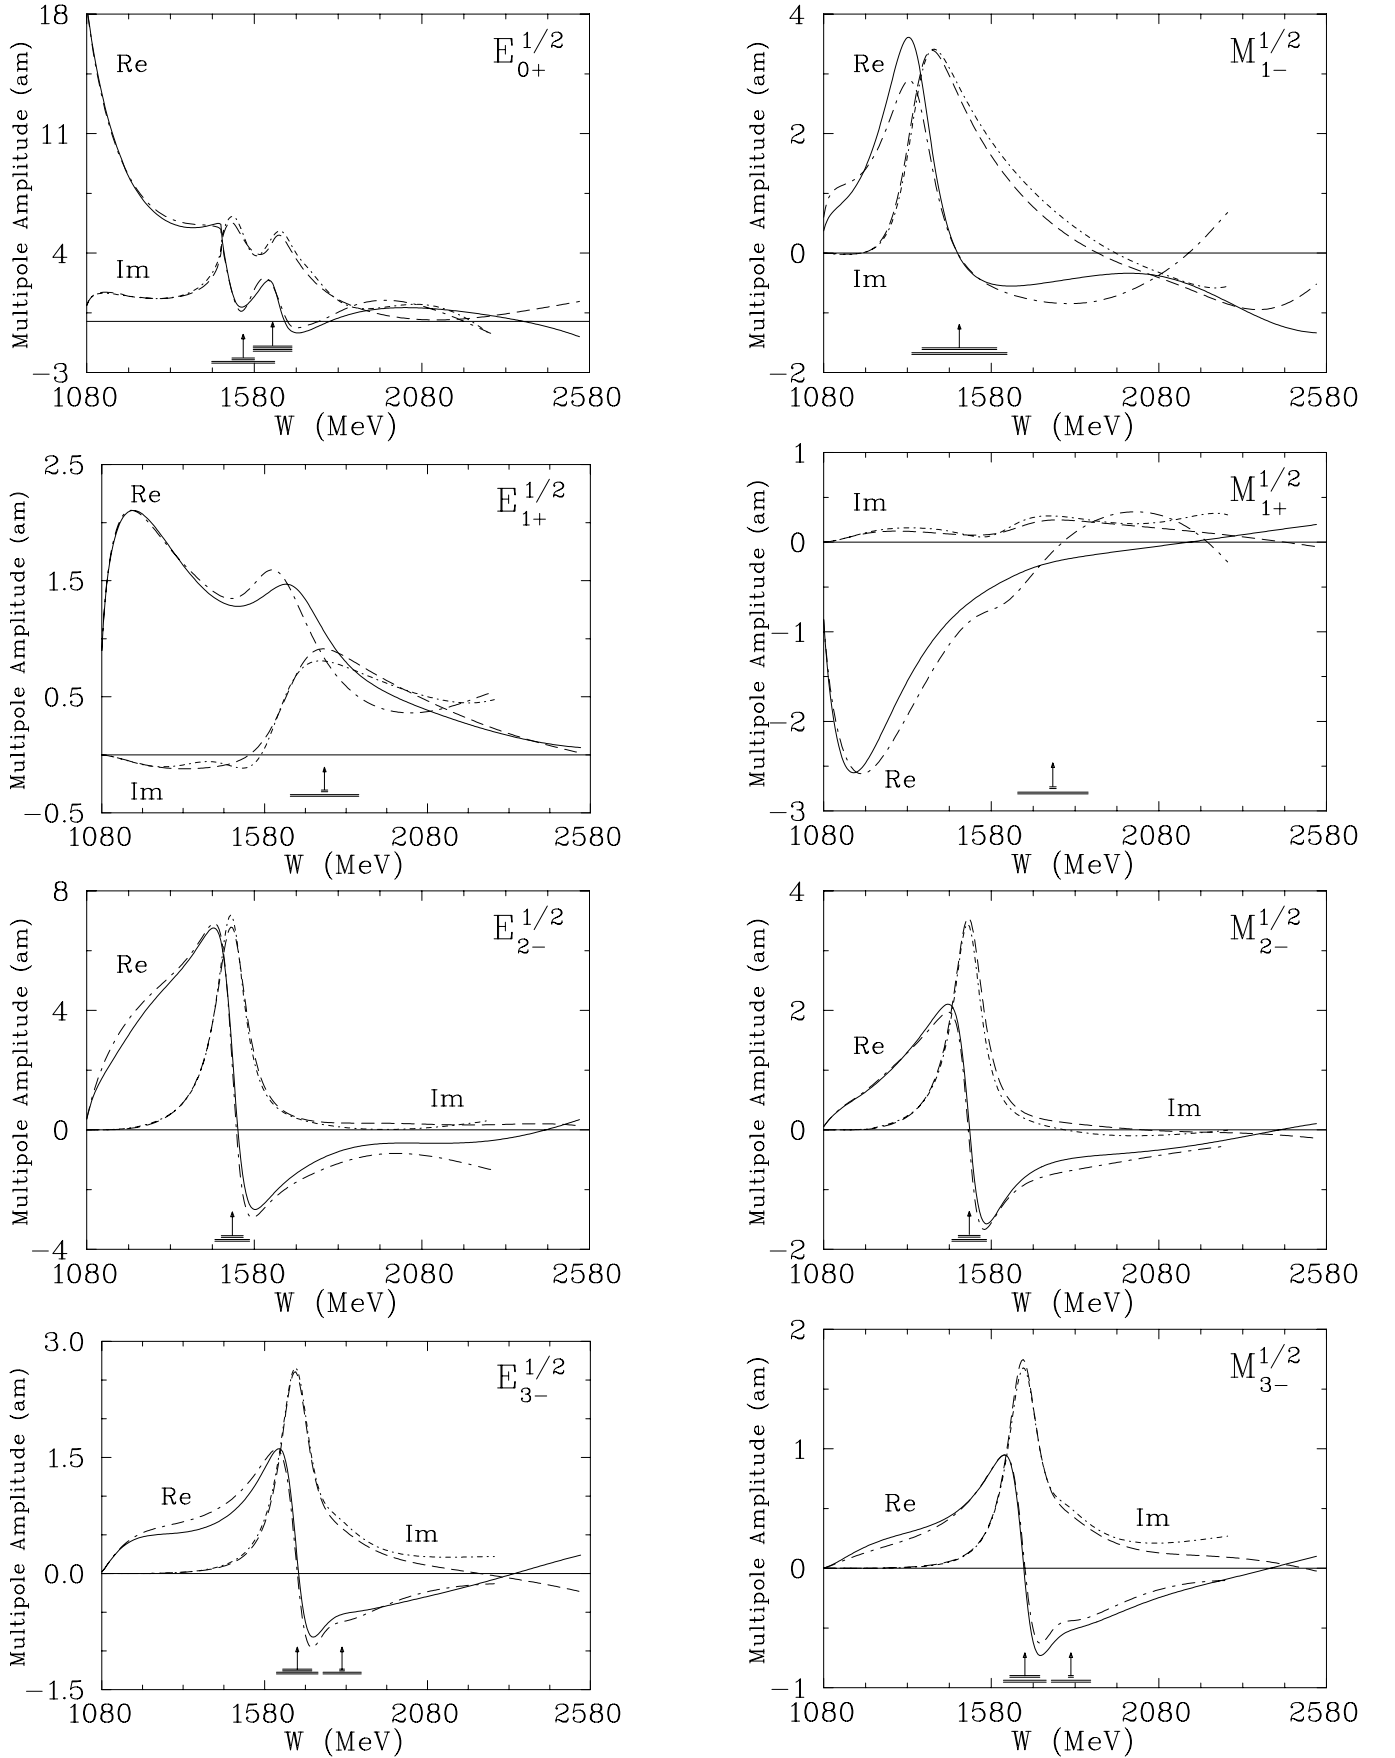 18
11
4
−3
Multipole Amplitude (am)
Re
Im
E 1/2 0+
1080 1580 2080 2580
W (MeV)
4
2
0
−2
Multipole Amplitude (am)
Re
Im
M 1/2 1−
1080 1580 2080 2580
W (MeV)
2.5
1.5
0.5
−0.5
Multipole Amplitude (am)
Re
Im
E 1/2 1+
1080 1580 2080 2580
W (MeV)
1
0
−1
−2
−3
Multipole Amplitude (am)
Im
Re
M 1/2 1+
1080 1580 2080 2580
W (MeV)
8
4
0
−4
Multipole Amplitude (am)
Re
Im
E 1/2 2−
1080 1580 2080 2580
W (MeV)
4
2
0
−2
Multipole Amplitude (am)
Re
Im
M 1/2 2−
1080 1580 2080 2580
W (MeV)
3.0
1.5
0.0
−1.5
Multipole Amplitude (am)
Re
Im
E 1/2 3−
1080 1580 2080 2580
W (MeV)
2
1
0
−1
Multipole Amplitude (am)
Re
Im
M 1/2 3−
1080 1580 2080 2580
W (MeV)